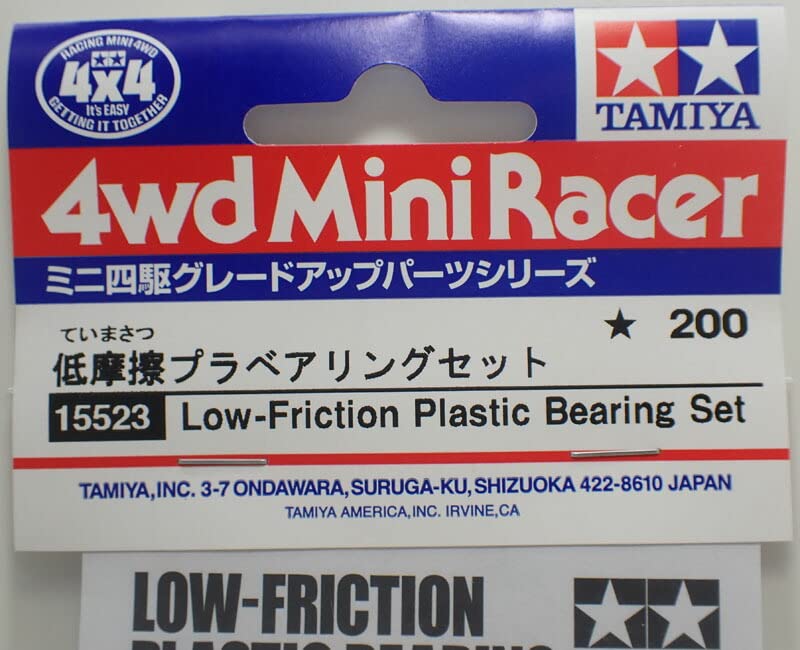 RACING MINI 4WD
4x4
It's EASY
GETTING IT TOGETHER
TAMIYA
4wd Mini Racer
ミニ四駆グレードアップパーツシリーズ
★ 200
ていまさつ
低摩擦プラベアリングセット
15523 Low-Friction Plastic Bearing Set
TAMIYA,INC. 3-7 ONDAWARA,SURUGA-KU,SHIZUOKA 422-8610 JAPAN
TAMIYA AMERICA,INC. IRVINE,CA
LOW-FRICTION
PLASTIC BEARING